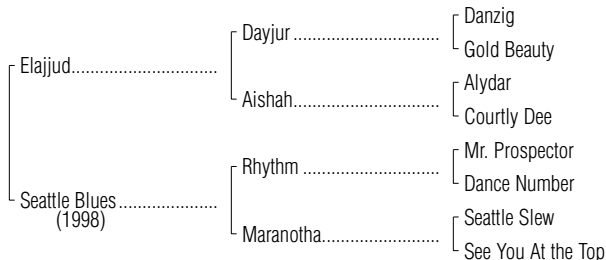 Danzig
Dayjur
Gold Beauty
Elajjud
Alydar
Aishah
Courtly Dee
Mr. Prospector
Rhythm
Dance Number
Seattle Blues
(1998)
Seattle Slew
Maranotha
See You At the Top